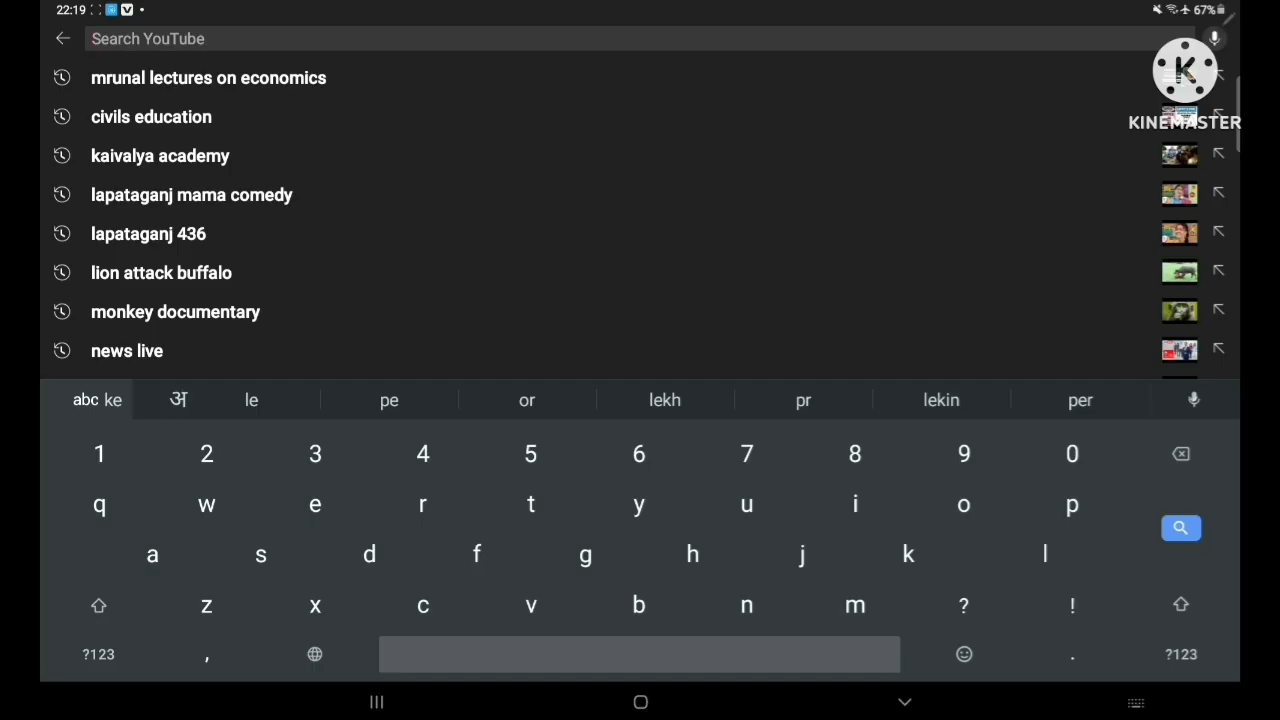 22:19 67%
Search YouTube
mrunal lectures on economics
K
civils education
KINEMASTER
kaivalya academy
lapataganj mama comedy
lapataganj 436
lion attack buffalo
monkey documentary
news live
abc ke अ le pe or lekh pr lekin per
1 2 3 4 5 6 7 8 9 0
q w e r t y u i o p
a s d f g h j k l
z x c v b n m ? !
?123 , . ?123